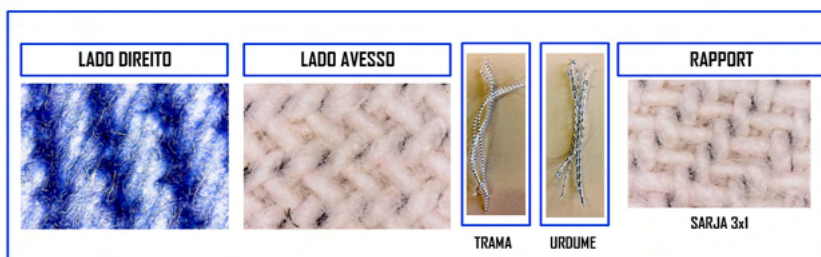 LADO DIREITO
LADO AVESSO
RAPPORT
TRAMA
URDUME
SARJA 3x1